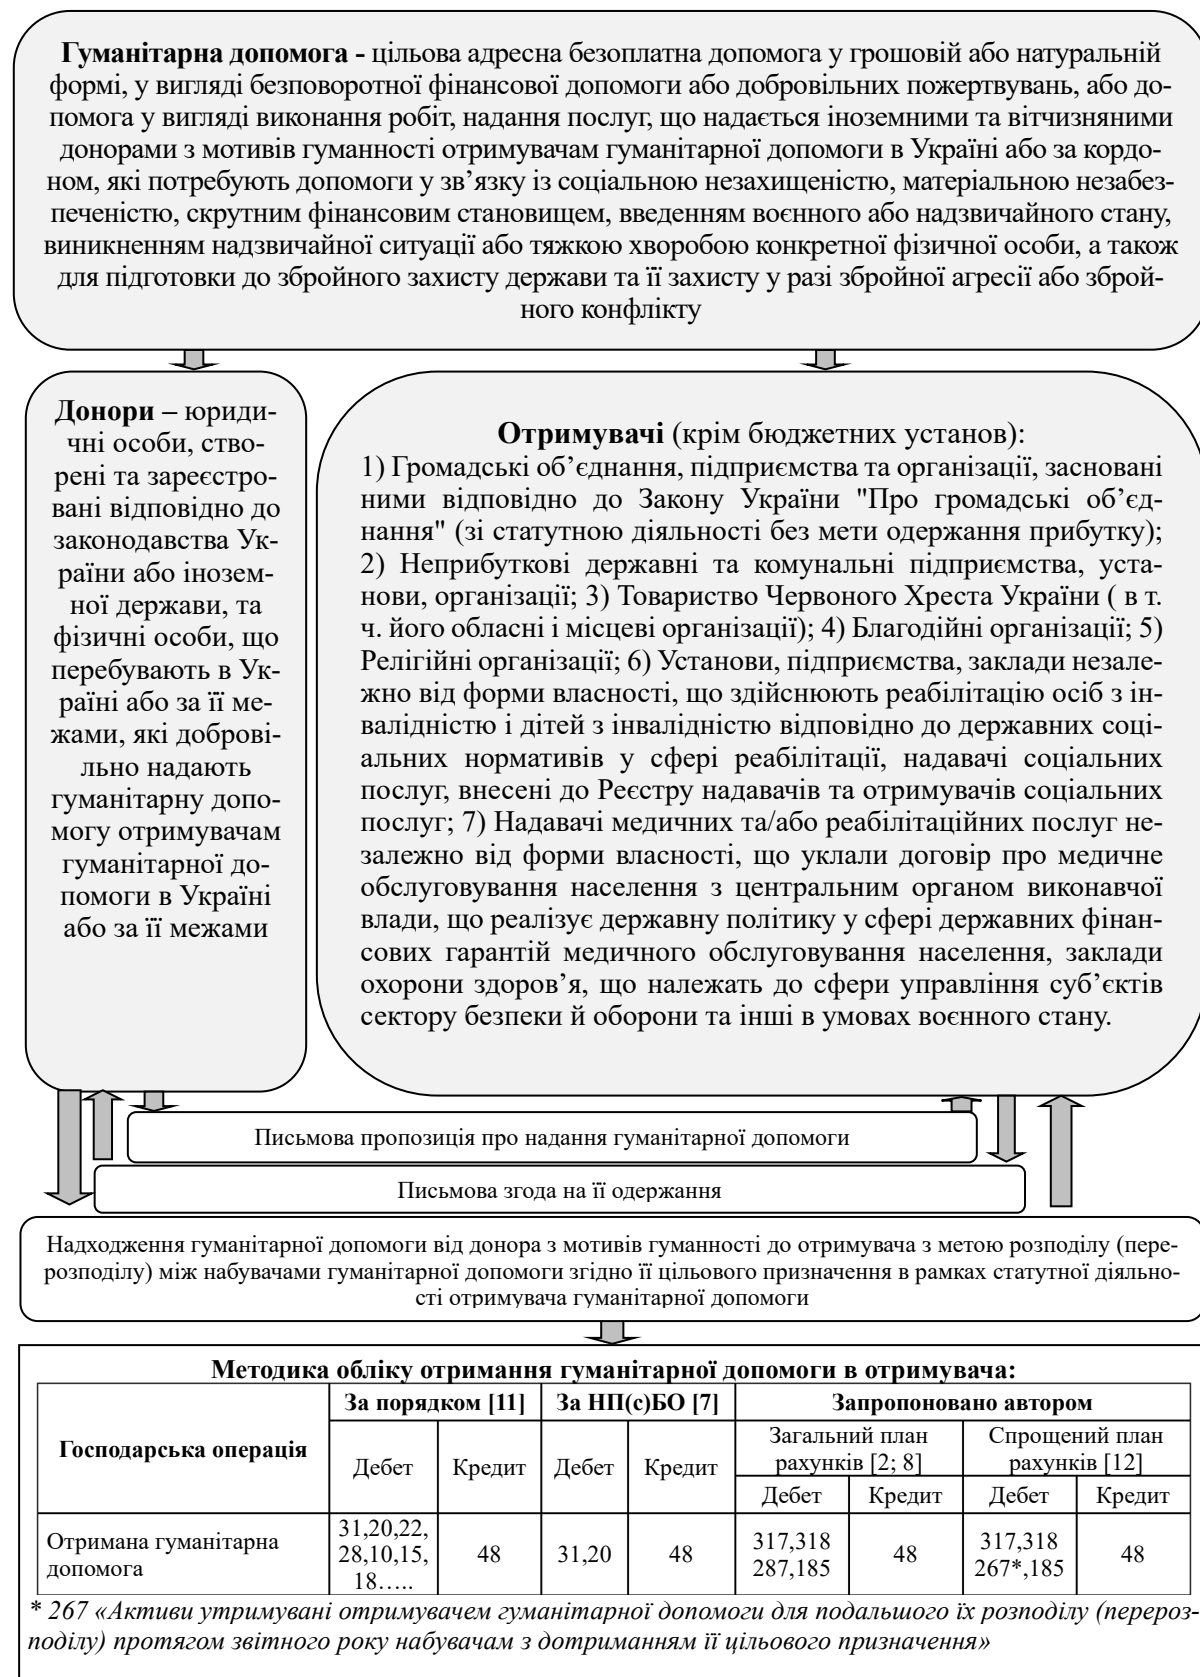 Гуманітарна допомога - цільова адресна безоплатна допомога у грошовій або натуральній
формі, у вигляді безповоротної фінансової допомоги або добровільних пожертвувань, або до-
помога у вигляді виконання робіт, надання послуг, що надається іноземними та вітчизняними
донорами з мотивів гуманності отримувачам гуманітарної допомоги в Україні або за кордо-
ном, які потребують допомоги у зв’язку із соціальною незахищеністю, матеріальною незабез-
печеністю, скрутним фінансовим становищем, введенням воєнного або надзвичайного стану,
виникненням надзвичайної ситуації або тяжкою хворобою конкретної фізичної особи, а також
для підготовки до збройного захисту держави та її захисту у разі збройної агресії або зброй-
ного конфлікту
Донори – юриди-
чні особи, ство-
рені та зареєстро-
вані відповідно до
законодавства Ук-
раїни або інозем-
ної держави, та
фізичні особи, що
перебувають в Ук-
раїні або за її ме-
жами, які доброві-
льно надають
гуманітарну допо-
могу отримувачам
гуманітарної до-
помоги в Україні
або за її межами
Отримувачі (крім бюджетних установ):
1) Громадські об’єднання, підприємства та організації, засновані
ними відповідно до Закону України "Про громадські об’єд-
нання" (зі статутною діяльності без мети одержання прибутку);
2) Неприбуткові державні та комунальні підприємства, уста-
нови, організації; 3) Товариство Червоного Хреста України ( в т.
ч. його обласні і місцеві організації); 4) Благодійні організації; 5)
Релігійні організації; 6) Установи, підприємства, заклади незале-
жно від форми власності, що здійснюють реабілітацію осіб з ін-
валідністю і дітей з інвалідністю відповідно до державних соці-
альних нормативів у сфері реабілітації, надавачі соціальних
послуг, внесені до Реєстру надавачів та отримувачів соціальних
послуг; 7) Надавачі медичних та/або реабілітаційних послуг не-
залежно від форми власності, що уклали договір про медичне
обслуговування населення з центральним органом виконавчої
влади, що реалізує державну політику у сфері державних фінан-
сових гарантій медичного обслуговування населення, заклади
охорони здоров’я, що належать до сфери управління суб’єктів
сектору безпеки й оборони та інші в умовах воєнного стану.
Письмова пропозиція про надання гуманітарної допомоги
Письмова згода на її одержання
Надходження гуманітарної допомоги від донора з мотивів гуманності до отримувача з метою розподілу (пере-
розподілу) між набувачами гуманітарної допомоги згідно її цільового призначення в рамках статутної діяльно-
сті отримувача гуманітарної допомоги
Методика обліку отримання гуманітарної допомоги в отримувача:
Господарська операція
За порядком [11] За НП(с)БО [7] Запропоновано автором
Загальний план
рахунків [2; 8]
Спрощений план
рахунків [12]
Дебет Кредит Дебет Кредит
Дебет Кредит Дебет Кредит
Отримана гуманітарна
допомога
31,20,22,
28,10,15,
18…..
48
31,20
48
317,318
287,185
48
317,318
267*,185
48
* 267 «Активи утримувані отримувачем гуманітарної допомоги для подальшого їх розподілу (перероз-
поділу) протягом звітного року набувачам з дотриманням її цільового призначення»